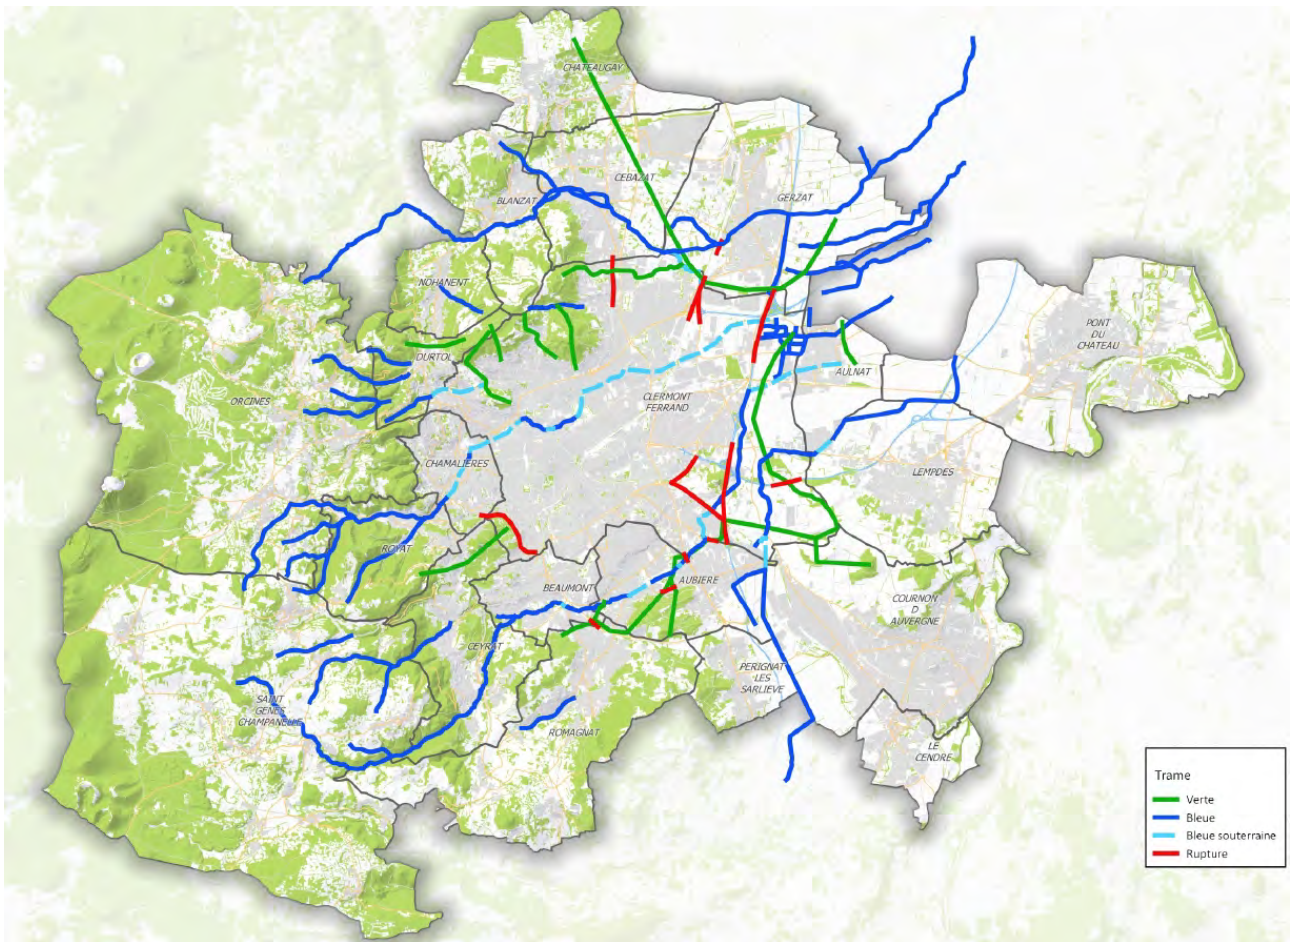 CHATEAUGAY
CEBAZAT
GERZAT
BLANZAT
NOHANENT
PONT
DU
CHATEAU
DURTOL
AULNAT
ORCINES
CLERMONT
FERRAND
CHAMALIERES
LEMPDES
ROYAT
AUBIERE
BEAUMONT
COURNON
D
AUVERGNE
CEYRAT
PERIGNAT
LES
SARLIEVE
SAINT
GENES
CHAMPANELLE
ROMAGNAT
LE
CENDRE
Trame
Verte
Bleue
Bleue souterraine
Rupture